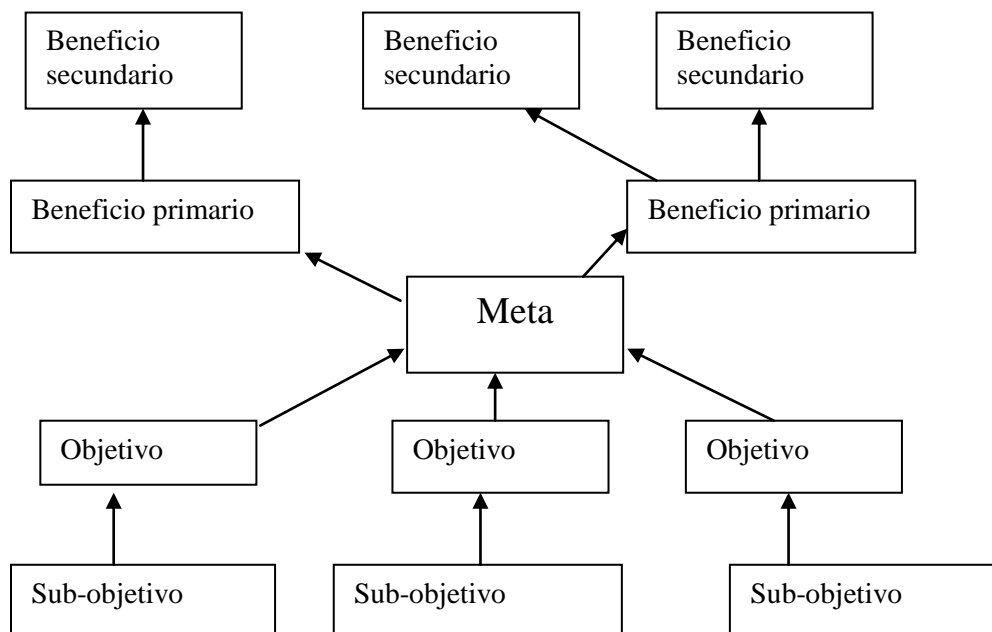 Beneficio
secundario
Beneficio
secundario
Beneficio
secundario
Beneficio primario
Beneficio primario
Meta
Objetivo
Objetivo
Objetivo
Sub-objetivo
Sub-objetivo
Sub-objetivo